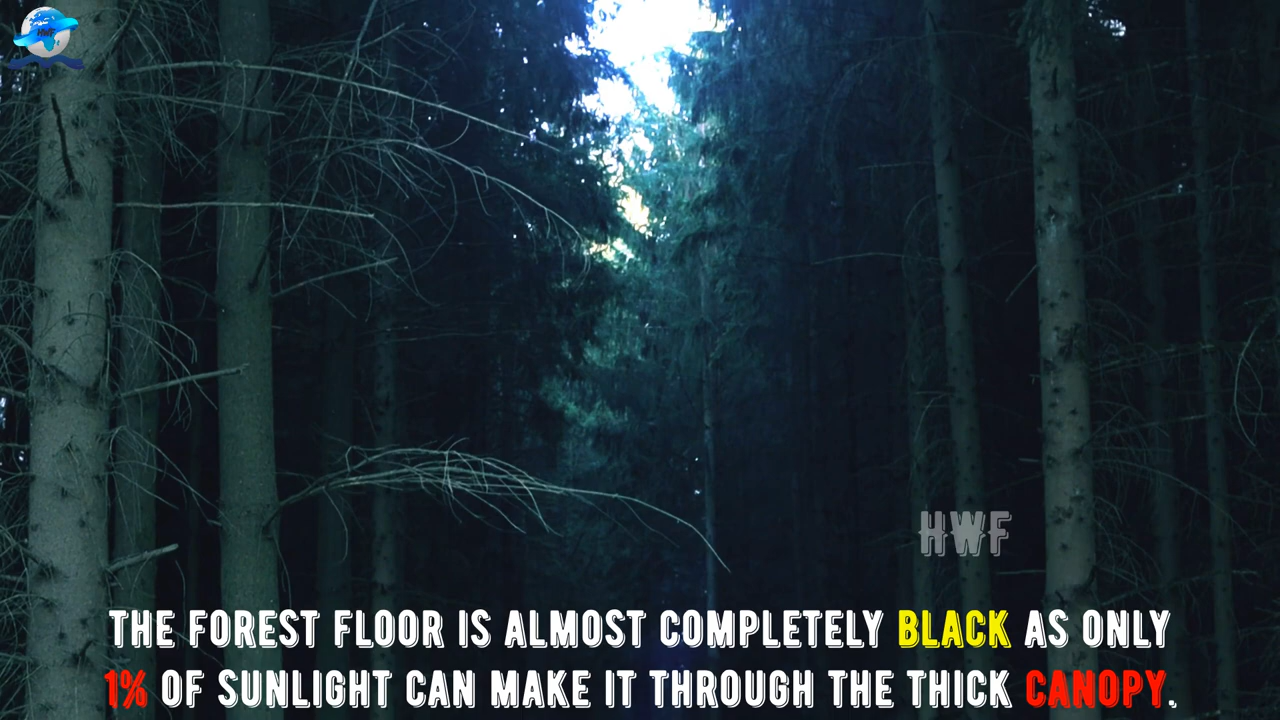 HWF
HWF
THE FOREST FLOOR IS ALMOST COMPLETELY BLACK AS ONLY
1% OF SUNLIGHT CAN MAKE IT THROUGH THE THICK CANOPY.